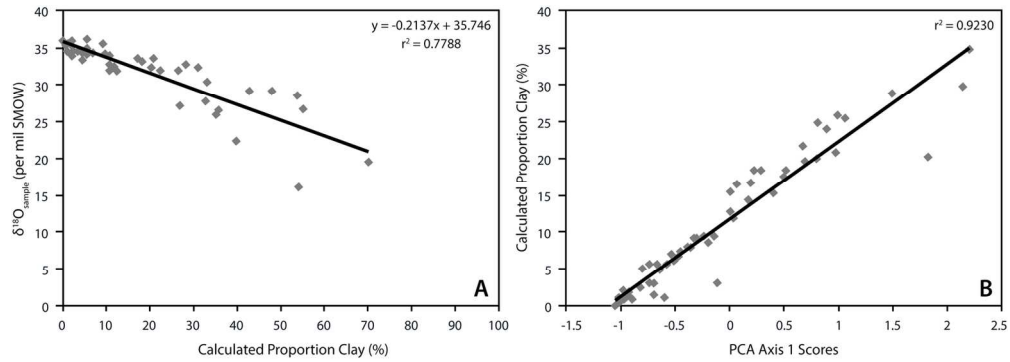 y = -0.2137x + 35.746
r² = 0.7788
40
35
30
25
20
15
10
5
0
δ¹⁸O_sample (per mil SMOW)
0 10 20 30 40 50 60 70 80 90 100
Calculated Proportion Clay (%)
A
r² = 0.9230
40
35
30
25
20
15
10
5
0
Calculated Proportion Clay (%)
-1.5 -1 -0.5 0 0.5 1 1.5 2 2.5
PCA Axis 1 Scores
B